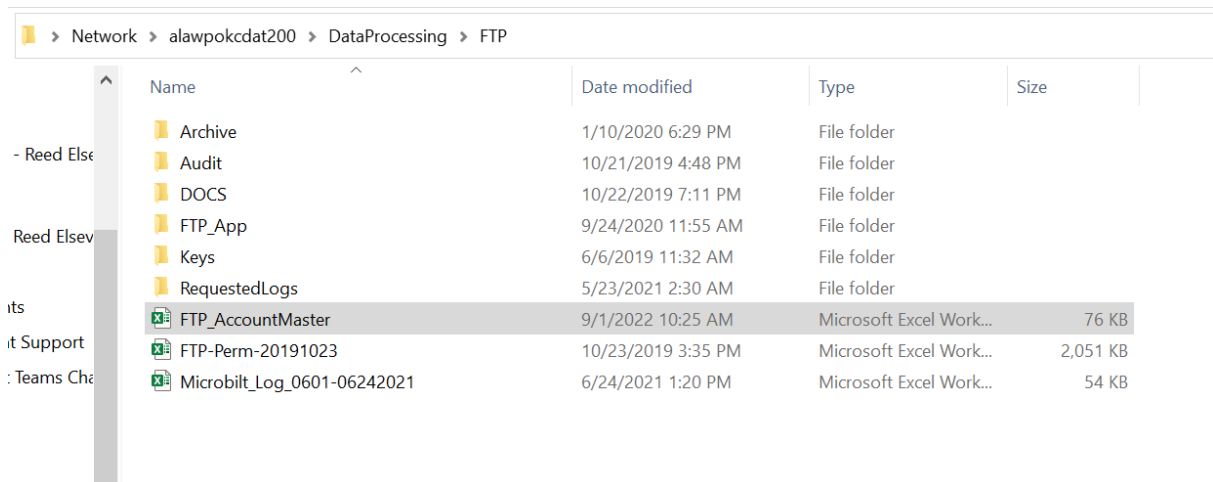 Network > alawpokcdat200 > DataProcessing > FTP
Name Date modified Type Size
Archive 1/10/2020 6:29 PM File folder
- Reed Else
Audit 10/21/2019 4:48 PM File folder
DOCS 10/22/2019 7:11 PM File folder
FTP_App 9/24/2020 11:55 AM File folder
Reed Elsev
Keys 6/6/2019 11:32 AM File folder
RequestedLogs 5/23/2021 2:30 AM File folder
nts
FTP_AccountMaster 9/1/2022 10:25 AM Microsoft Excel Work... 76 KB
t Support
FTP-Perm-20191023 10/23/2019 3:35 PM Microsoft Excel Work... 2,051 KB
: Teams Cha
Microbilt_Log_0601-06242021 6/24/2021 1:20 PM Microsoft Excel Work... 54 KB